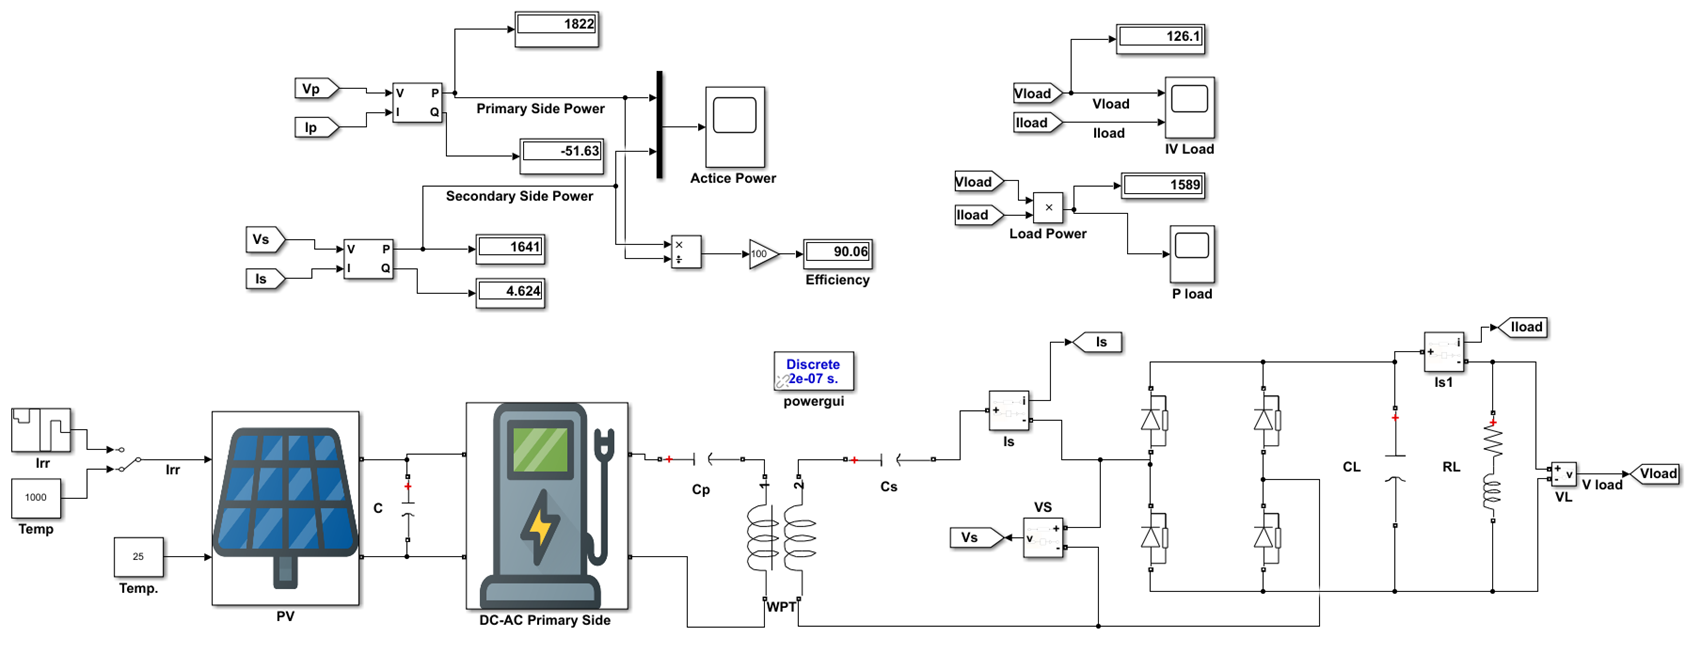 1822
Vp
V
P
I
Q
Ip
Primary Side Power
-51.63
Actice Power
Secondary Side Power
Vs
V
P
I
Q
Is
1641
4.624
×
÷
100
90.06
Efficiency
126.1
Vload
Vload
Iload
Iload
IV Load
Vload
Iload
×
1589
Load Power
P load
Discrete
2e-07 s.
powergui
Irr
1000
Temp
Irr
25
Temp.
PV
C
+
DC-AC Primary Side
+
Cp
1
2
WPT
+
Cs
+
i
-
Is
Is
VS
+
-
v
Vs
CL
+
RL
+
+
i
-
Is1
Iload
+
-
v
VL
V load
Vload